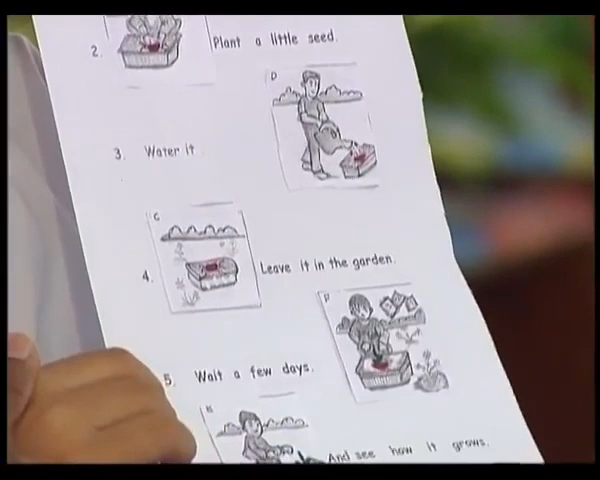 2. Plant a little seed.
D
3. Water it
C
4. Leave it in the garden.
F
5. Wait a few days.
And see how it grows.